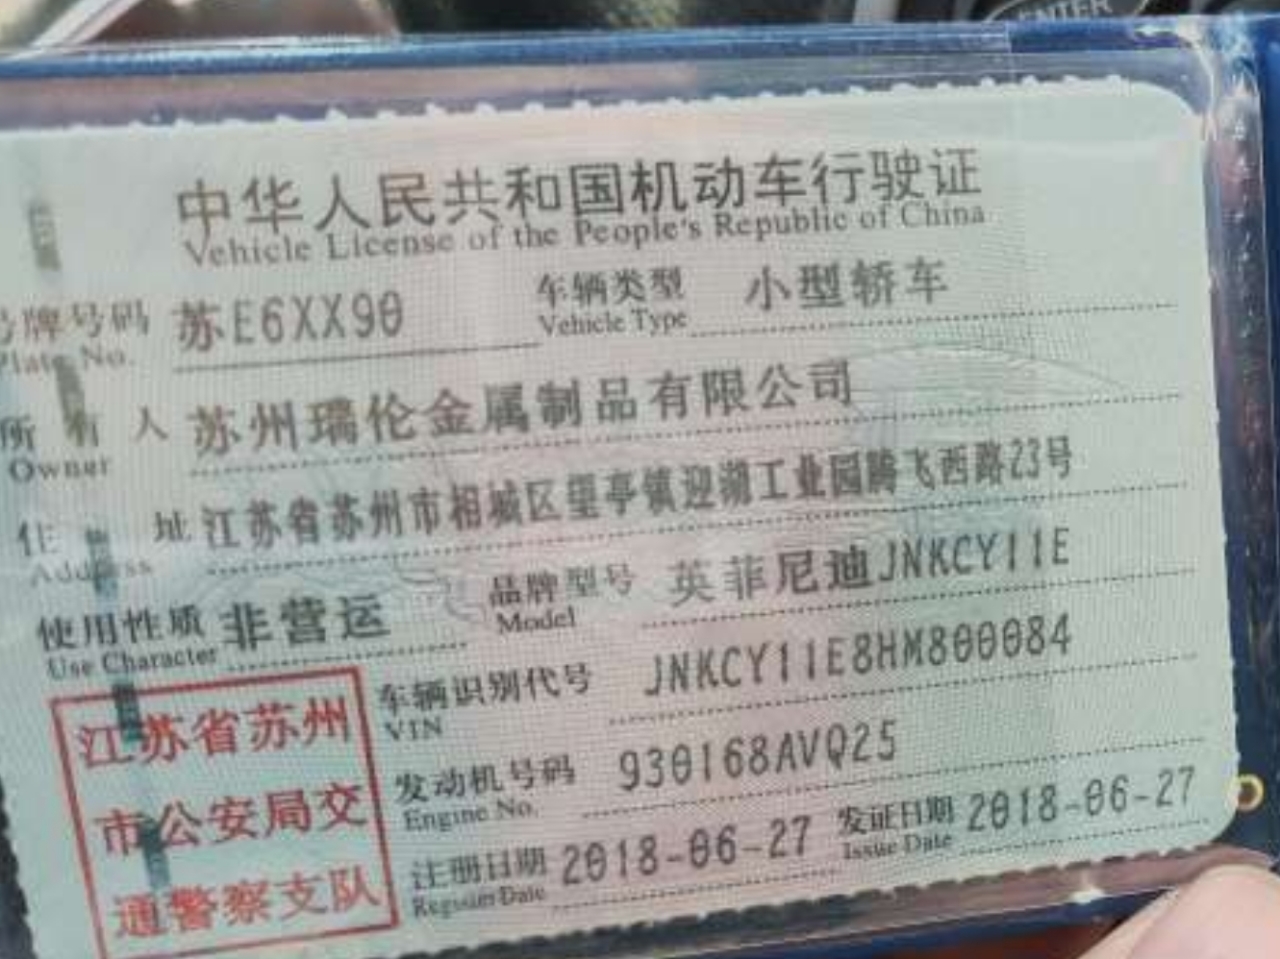 ENTER
中华人民共和国机动车行驶证
Vehicle License of the People's Republic of China
号牌号码 苏E6XX90 车辆类型 小型轿车
Plate No. Vehicle Type
所有人 苏州瑞伦金属制品有限公司
Owner
住址 江苏省苏州市相城区望亭镇迎湖工业园腾飞西路23号
Address
使用性质 非营运 品牌型号 英菲尼迪JNKCY11E
Use Character Model
车辆识别代号 JNKCY11E8HM800084
VIN
发动机号码 930168AVQ25
Engine No.
注册日期 2018-06-27 发证日期 2018-06-27
Register Date Issue Date
江苏省苏州
市公安局交
通警察支队